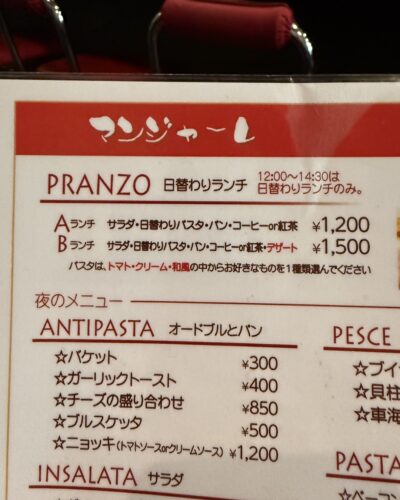 マンジャーレ
PRANZO 日替わりランチ 12:00〜14:30は
日替わりランチのみ。
Aランチ サラダ・日替わりパスタ・パン・コーヒーor紅茶 ¥1,200
Bランチ サラダ・日替わりパスタ・パン・コーヒーor紅茶・デザート ¥1,500
パスタは、トマト・クリーム・和風の中からお好きなものを1種類選んでください
夜のメニュー
ANTIPASTA オードブルとパン
☆バケット ¥300
☆ガーリックトースト ¥400
☆チーズの盛り合わせ ¥850
☆ブルスケッタ ¥500
☆ニョッキ(トマトソースorクリームソース) ¥1,200
INSALATA サラダ
PESCE
☆ブイ
☆貝柱
☆車海
PASTA
☆ペーコン